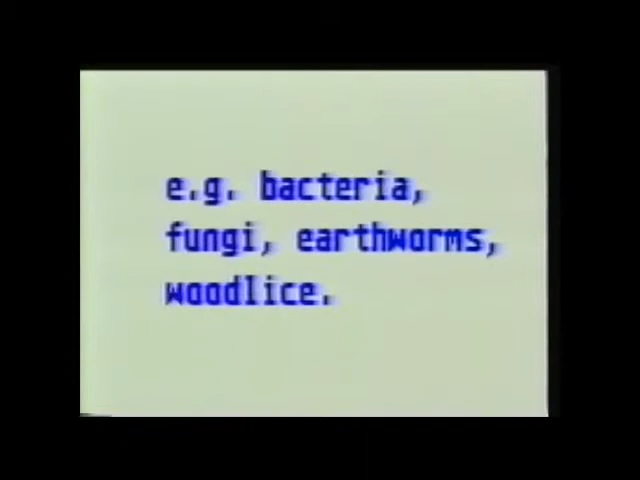 e.g. bacteria,
fungi, earthworms,
woodlice.